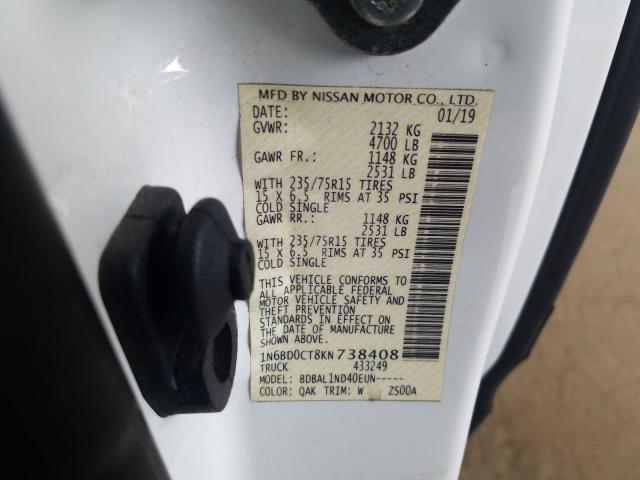 MFD BY NISSAN MOTOR CO., LTD.
DATE: 01/19
GVWR: 2132 KG
4700 LB
GAWR FR.: 1148 KG
2531 LB
WITH 235/75R15 TIRES
15 X 6.5 RIMS AT 35 PSI
COLD SINGLE
GAWR RR.: 1148 KG
2531 LB
WITH 235/75R15 TIRES
15 X 6.5 RIMS AT 35 PSI
COLD SINGLE
THIS VEHICLE CONFORMS TO
ALL APPLICABLE FEDERAL
MOTOR VEHICLE SAFETY AND
THEFT PREVENTION
STANDARDS IN EFFECT ON
THE DATE OF MANUFACTURE
SHOWN ABOVE.
1N6BD0CT8KN738408
TRUCK 433249
MODEL: BDBAL1ND40EUN-----
COLOR: QAK TRIM: W ZS00A